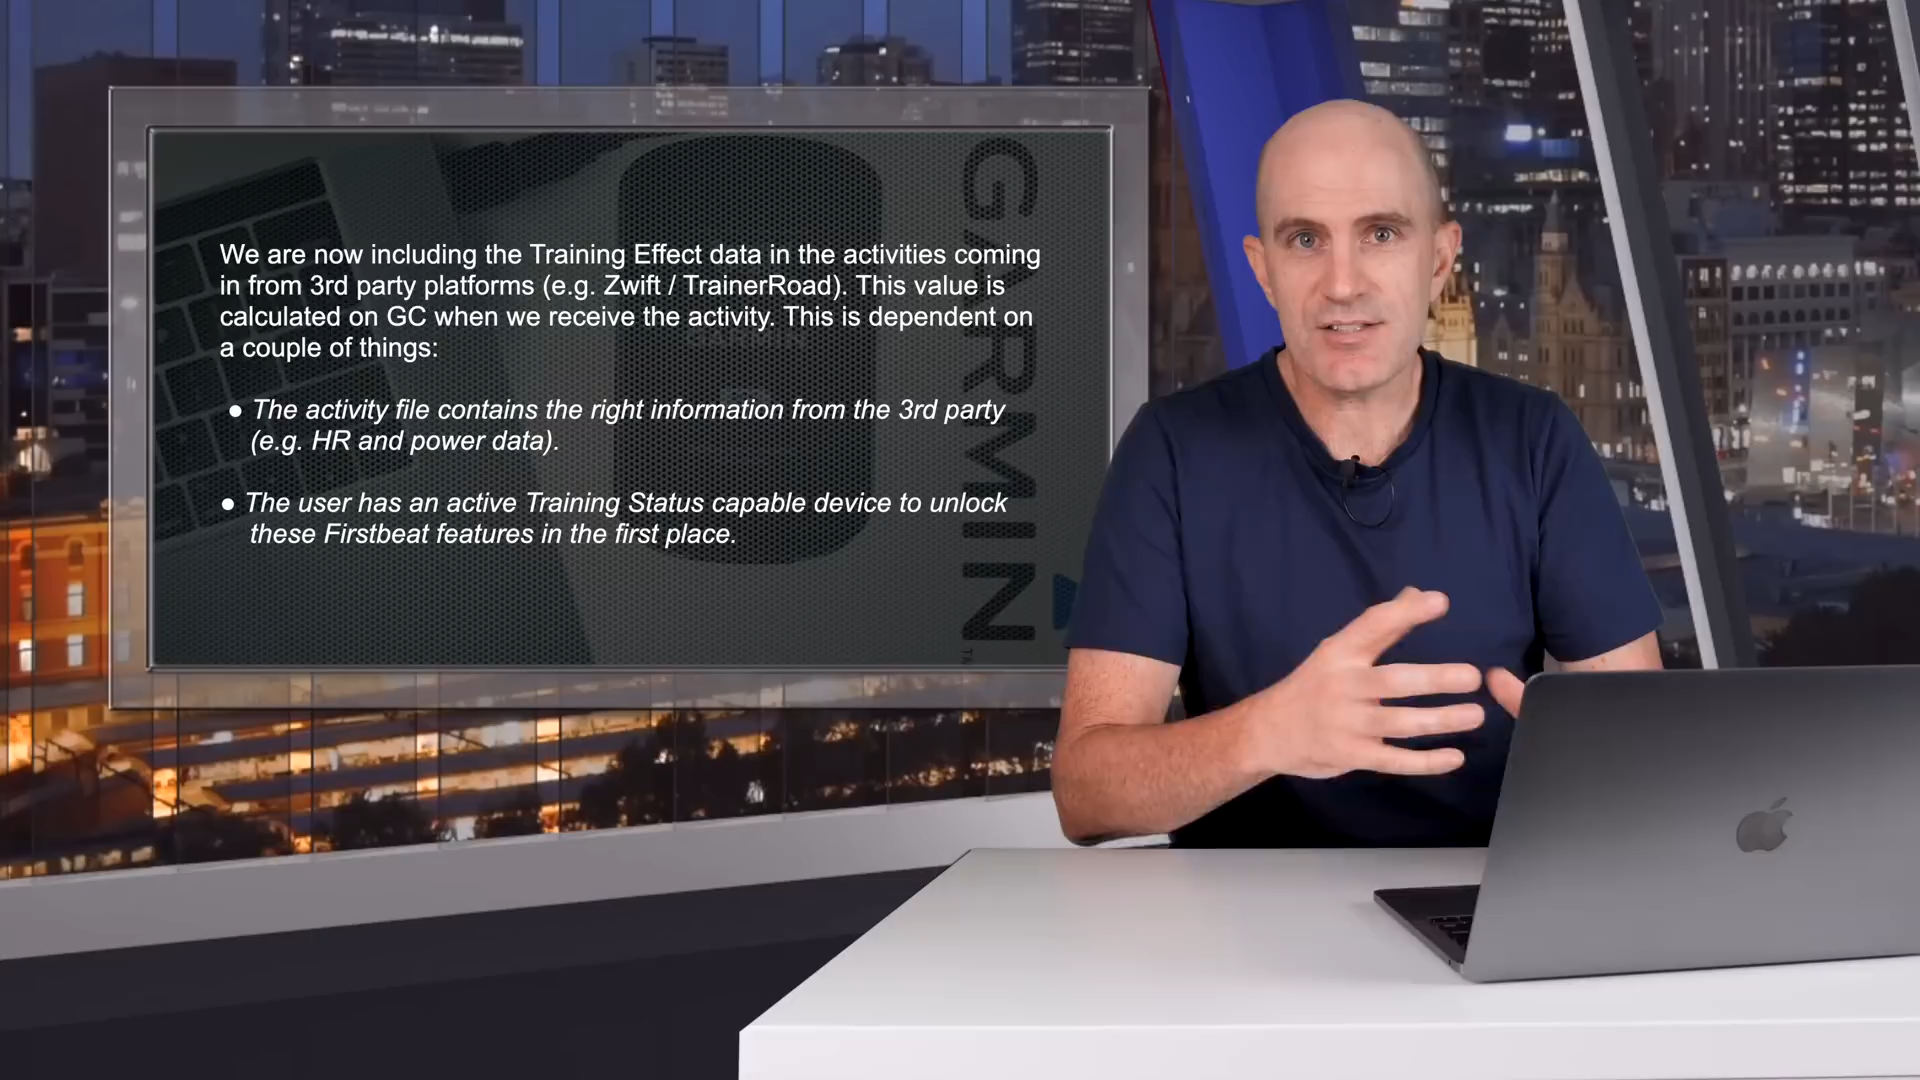 We are now including the Training Effect data in the activities coming
in from 3rd party platforms (e.g. Zwift / TrainerRoad). This value is
calculated on GC when we receive the activity. This is dependent on
a couple of things:
● The activity file contains the right information from the 3rd party
(e.g. HR and power data).
● The user has an active Training Status capable device to unlock
these Firstbeat features in the first place.
GARMIN
TM